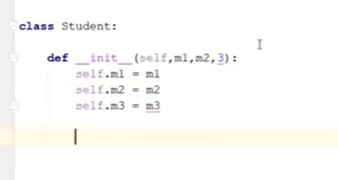 class Student:
def __init__(self,m1,m2,3):
self.m1 = m1
self.m2 = m2
self.m3 = m3